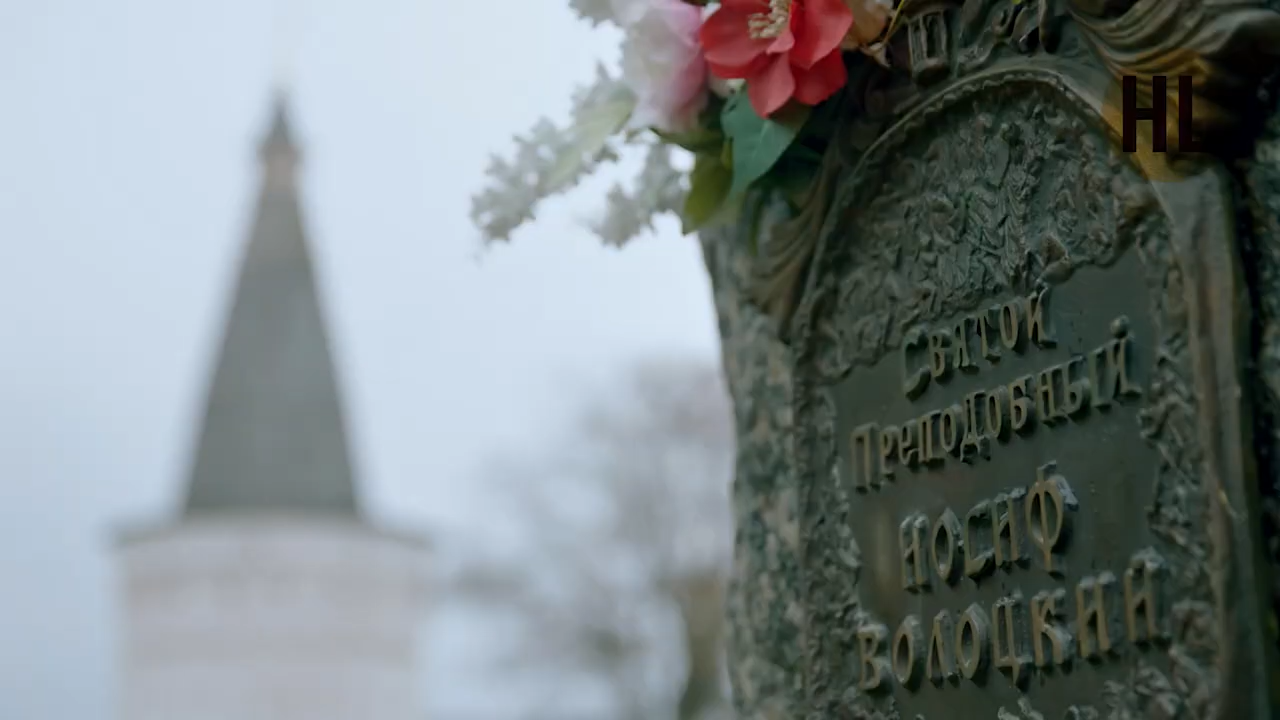 HL
Святой
Преподобный
Иосиф
Волоцкий